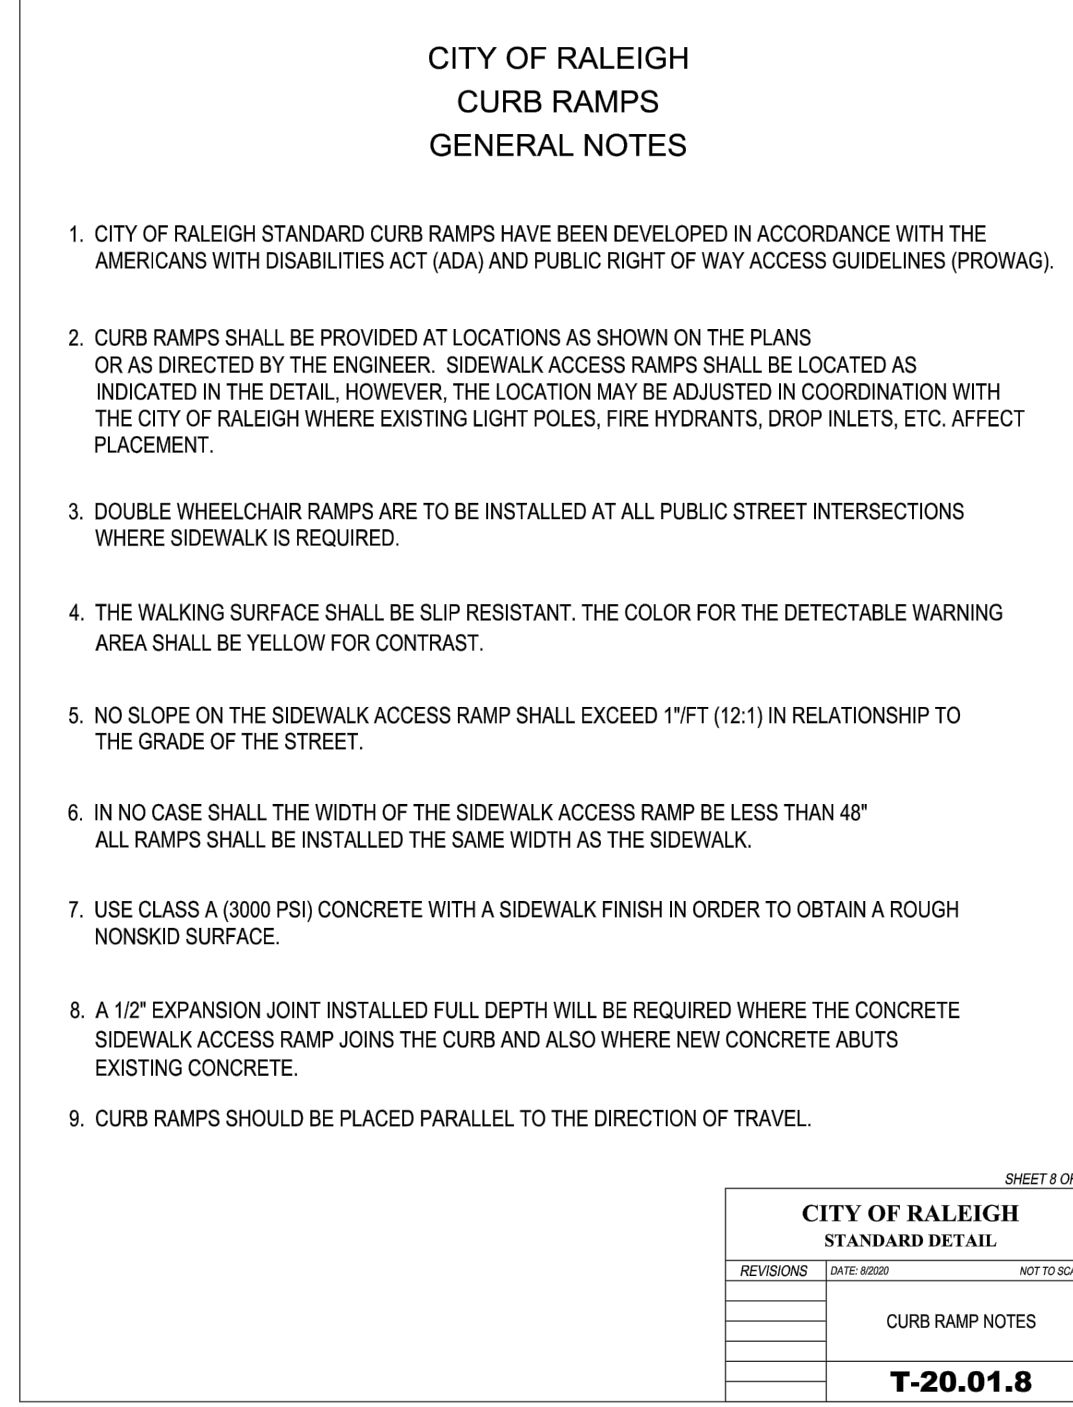 CITY OF RALEIGH
CURB RAMPS
GENERAL NOTES
1. CITY OF RALEIGH STANDARD CURB RAMPS HAVE BEEN DEVELOPED IN ACCORDANCE WITH THE
AMERICANS WITH DISABILITIES ACT (ADA) AND PUBLIC RIGHT OF WAY ACCESS GUIDELINES (PROWAG).
2. CURB RAMPS SHALL BE PROVIDED AT LOCATIONS AS SHOWN ON THE PLANS
OR AS DIRECTED BY THE ENGINEER. SIDEWALK ACCESS RAMPS SHALL BE LOCATED AS
INDICATED IN THE DETAIL, HOWEVER, THE LOCATION MAY BE ADJUSTED IN COORDINATION WITH
THE CITY OF RALEIGH WHERE EXISTING LIGHT POLES, FIRE HYDRANTS, DROP INLETS, ETC. AFFECT
PLACEMENT.
3. DOUBLE WHEELCHAIR RAMPS ARE TO BE INSTALLED AT ALL PUBLIC STREET INTERSECTIONS
WHERE SIDEWALK IS REQUIRED.
4. THE WALKING SURFACE SHALL BE SLIP RESISTANT. THE COLOR FOR THE DETECTABLE WARNING
AREA SHALL BE YELLOW FOR CONTRAST.
5. NO SLOPE ON THE SIDEWALK ACCESS RAMP SHALL EXCEED 1"/FT (12:1) IN RELATIONSHIP TO
THE GRADE OF THE STREET.
6. IN NO CASE SHALL THE WIDTH OF THE SIDEWALK ACCESS RAMP BE LESS THAN 48"
ALL RAMPS SHALL BE INSTALLED THE SAME WIDTH AS THE SIDEWALK.
7. USE CLASS A (3000 PSI) CONCRETE WITH A SIDEWALK FINISH IN ORDER TO OBTAIN A ROUGH
NONSKID SURFACE.
8. A 1/2" EXPANSION JOINT INSTALLED FULL DEPTH WILL BE REQUIRED WHERE THE CONCRETE
SIDEWALK ACCESS RAMP JOINS THE CURB AND ALSO WHERE NEW CONCRETE ABUTS
EXISTING CONCRETE.
9. CURB RAMPS SHOULD BE PLACED PARALLEL TO THE DIRECTION OF TRAVEL.
SHEET 8
CITY OF RALEIGH
STANDARD DETAIL
REVISIONS DATE: 8/2020 NOT TO
CURB RAMP NOTES
T-20.01.8